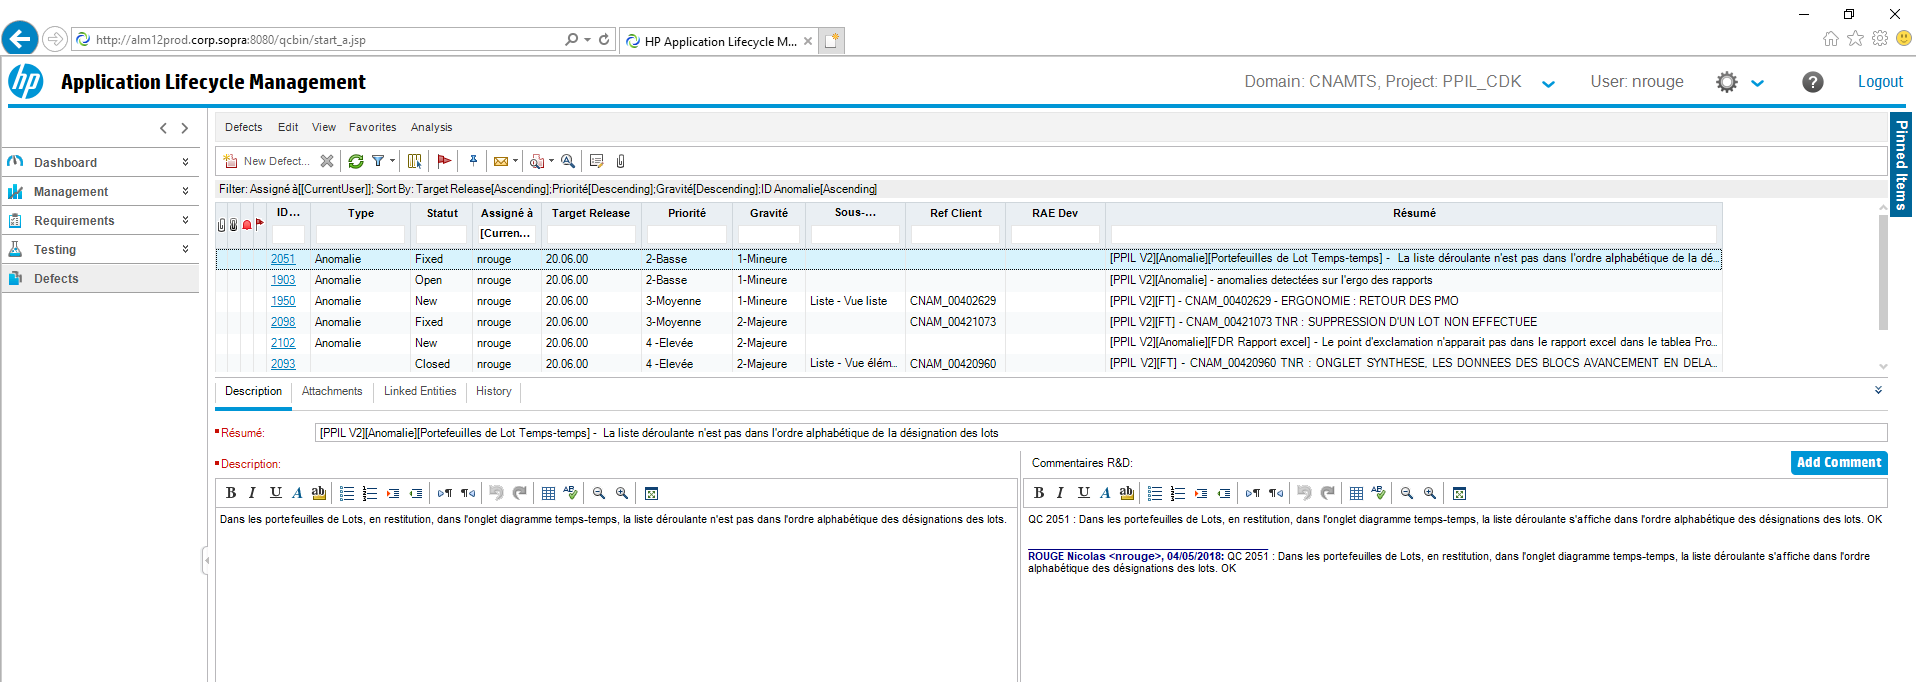 http://alm12prod.corp.sopra:8080/qcbin/start_a.jsp
HP Application Lifecycle M...
hp
Application Lifecycle Management
Domain: CNAMTS, Project: PPIL_CDK
User: nrouge
Logout
Pinned Items
Dashboard
Management
Requirements
Testing
Defects
Defects Edit View Favorites Analysis
New Defect...
Filter: Assigné à[[CurrentUser]]; Sort By: Target Release[Ascending];Priorité[Descending];Gravité[Descending];ID Anomalie[Ascending]
ID... Type Statut Assigné à Target Release Priorité Gravité Sous-... Ref Client RAE Dev Résumé
[Curren...
2051 Anomalie Fixed nrouge 20.06.00 2-Basse 1-Mineure [PPIL V2][Anomalie][Portefeuilles de Lot Temps-temps] - La liste déroulante n'est pas dans l'ordre alphabétique de la dé...
1903 Anomalie Open nrouge 20.06.00 2-Basse 1-Mineure [PPIL V2][Anomalie] - anomalies detectées sur l'ergo des rapports
1950 Anomalie New nrouge 20.06.00 3-Moyenne 1-Mineure Liste - Vue liste CNAM_00402629 [PPIL V2][FT] - CNAM_00402629 - ERGONOMIE : RETOUR DES PMO
2098 Anomalie Fixed nrouge 20.06.00 3-Moyenne 2-Majeure CNAM_00421073 [PPIL V2][FT] - CNAM_00421073 TNR : SUPPRESSION D'UN LOT NON EFFECTUEE
2102 Anomalie New nrouge 20.06.00 4 -Elevée 2-Majeure [PPIL V2][Anomalie][FDR Rapport excel] - Le point d'exclamation n'apparait pas dans le rapport excel dans le tablea Pro...
2093 Closed nrouge 20.06.00 4 -Elevée 2-Majeure Liste - Vue élém... CNAM_00420960 [PPIL V2][FT] - CNAM_00420960 TNR : ONGLET SYNTHESE, LES DONNEES DES BLOCS AVANCEMENT EN DELA...
Description Attachments Linked Entities History
Résumé: [PPIL V2][Anomalie][Portefeuilles de Lot Temps-temps] - La liste déroulante n'est pas dans l'ordre alphabétique de la désignation des lots
Description:
Dans les portefeuilles de Lots, en restitution, dans l'onglet diagramme temps-temps, la liste déroulante n'est pas dans l'ordre alphabétique des désignations des lots.
Commentaires R&D:
Add Comment
QC 2051 : Dans les portefeuilles de Lots, en restitution, dans l'onglet diagramme temps-temps, la liste déroulante s'affiche dans l'ordre alphabétique des désignations des lots. OK
ROUGE Nicolas <nrouge>, 04/05/2018: QC 2051 : Dans les portefeuilles de Lots, en restitution, dans l'onglet diagramme temps-temps, la liste déroulante s'affiche dans l'ordre
alphabétique des désignations des lots. OK